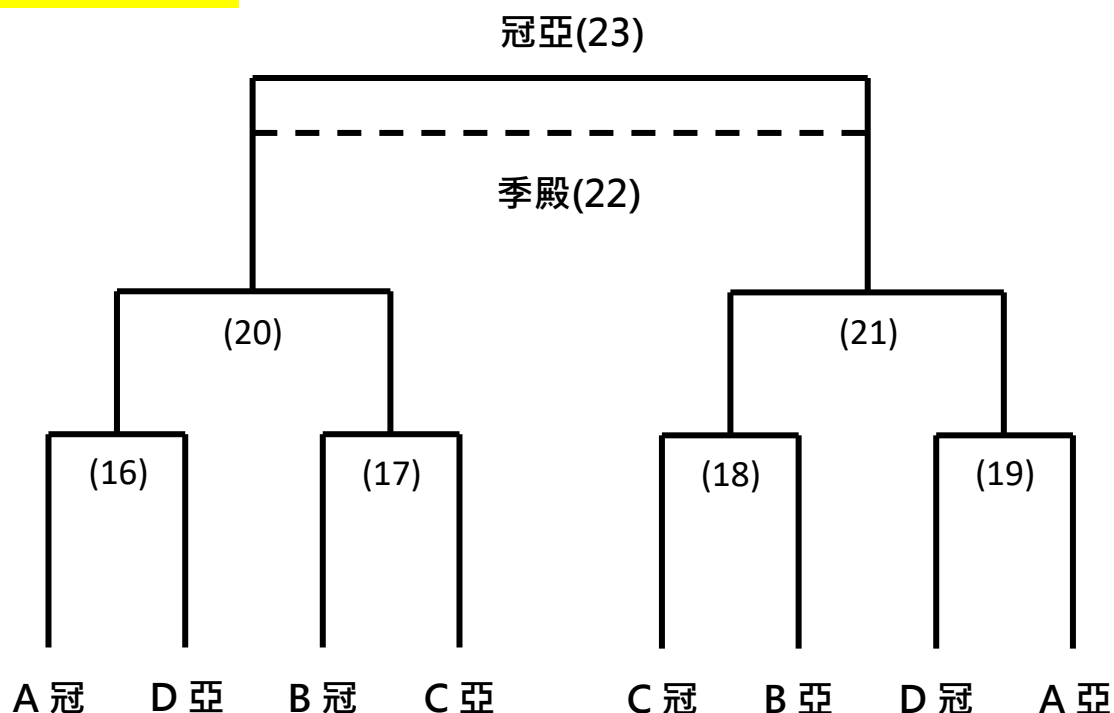 冠亞(23)
季殿(22)
(20) (21)
(16) (17) (18) (19)
A 冠 D 亞 B 冠 C 亞 C 冠 B 亞 D 冠 A 亞